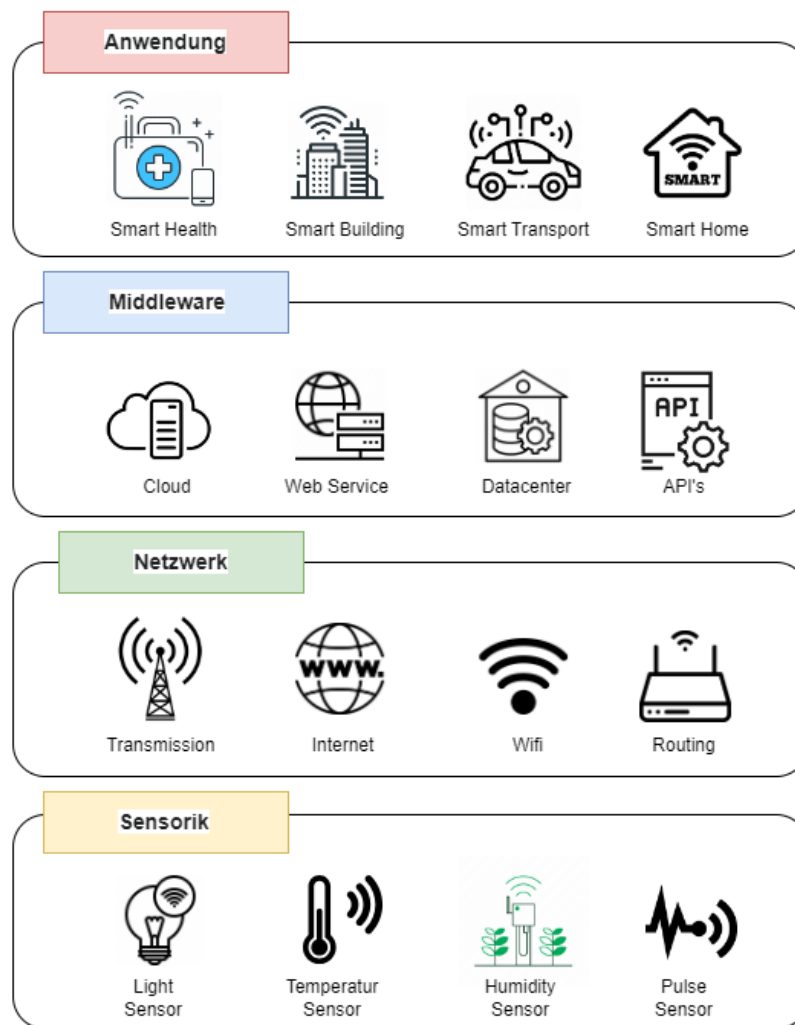 Anwendung
SMART
Smart Health
Smart Building
Smart Transport
Smart Home
Middleware
API
Cloud
Web Service
Datacenter
API's
Netzwerk
WWW.
Transmission
Internet
Wifi
Routing
Sensorik
Light
Sensor
Temperatur
Sensor
Humidity
Sensor
Pulse
Sensor